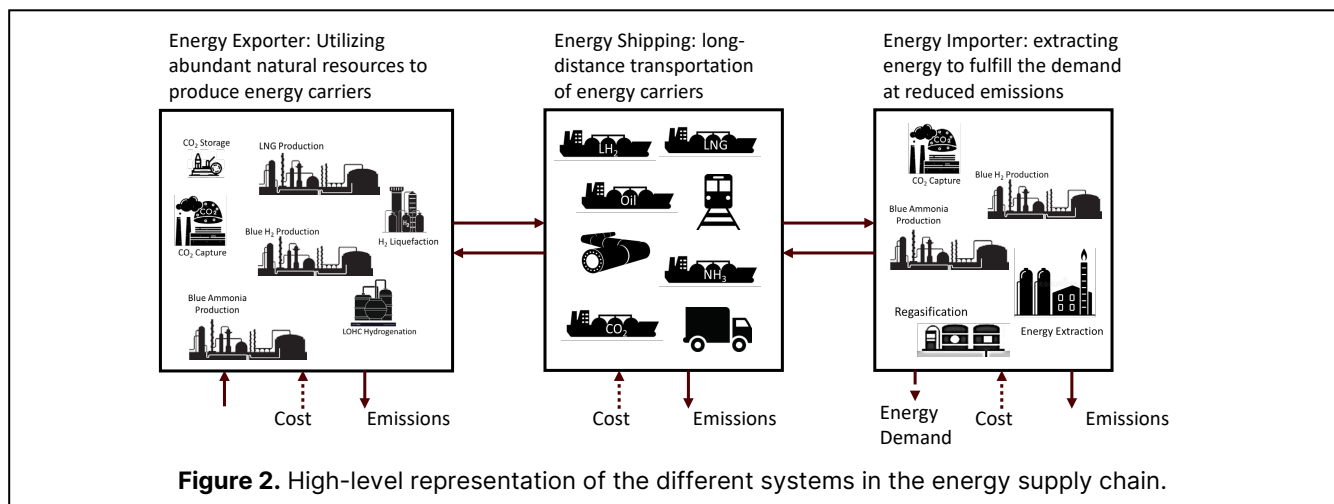 Energy Exporter: Utilizing
abundant natural resources to
produce energy carriers
CO₂ Storage
LNG Production
CO₂
CO₂ Capture
H₂
H₂ Liquefaction
Blue H₂ Production
Blue Ammonia
Production
LOHC Hydrogenation
Cost
Emissions
Energy Shipping: long-
distance transportation
of energy carriers
LH₂
LNG
Oil
NH₃
CO₂
Cost
Emissions
Energy Importer: extracting
energy to fulfill the demand
at reduced emissions
CO₂
CO₂ Capture
Blue H₂ Production
Blue Ammonia
Production
Regasification
Energy Extraction
Energy
Demand
Cost
Emissions
Figure 2. High-level representation of the different systems in the energy supply chain.